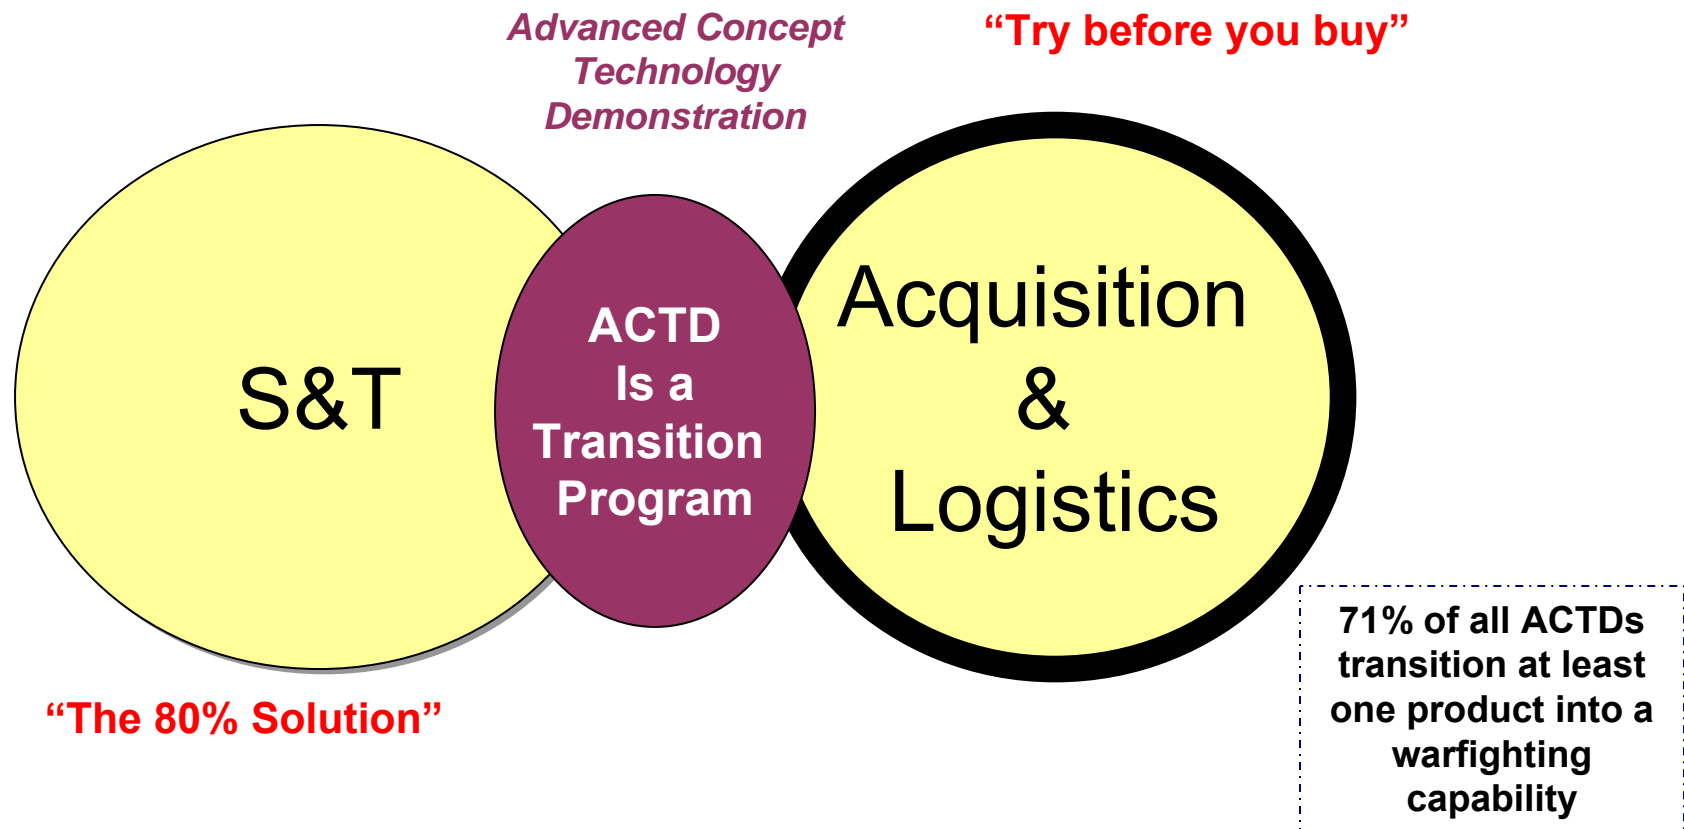 Advanced Concept
Technology
Demonstration
“Try before you buy”
S&T
ACTD
Is a
Transition
Program
Acquisition
&
Logistics
“The 80% Solution”
71% of all ACTDs
transition at least
one product into a
warfighting
capability